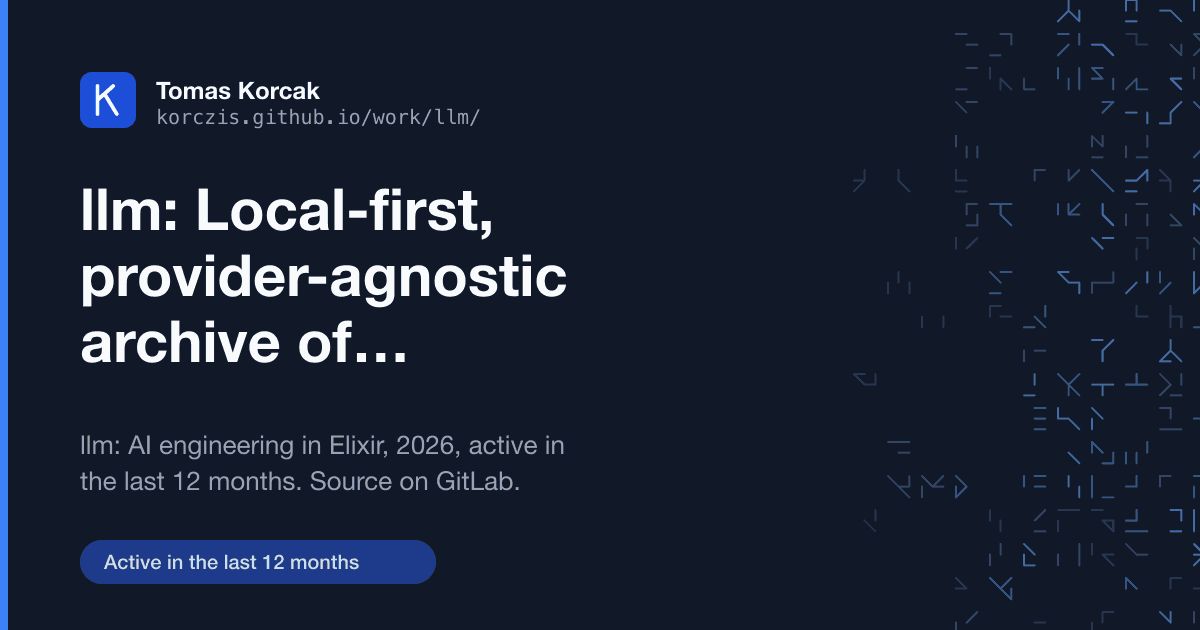 K
Tomas Korcak
korczis.github.io/work/llm/
llm: Local-first,
provider-agnostic
archive of…
llm: AI engineering in Elixir, 2026, active in
the last 12 months. Source on GitLab.
Active in the last 12 months